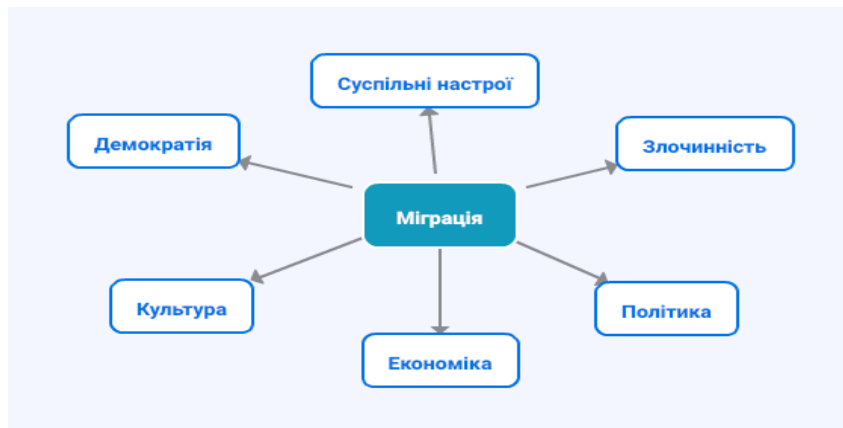 Суспільні настрої
Демократія
Злочинність
Міграція
Культура
Політика
Економіка